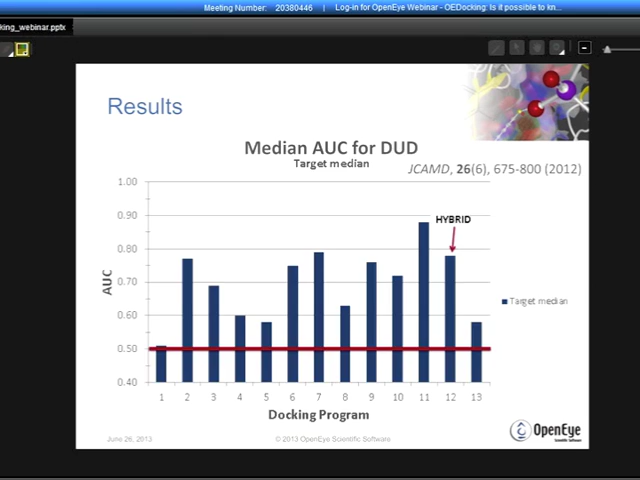 Meeting Number: 20380446 | Log-in for OpenEye Webinar - OEDocking: Is it possible to kn...
king_webinar.pptx
Results
Median AUC for DUD
Target median
JCAMD, 26(6), 675-800 (2012)
1.00
0.90
HYBRID
0.80
0.70
AUC
Target median
0.60
0.50
0.40
1 2 3 4 5 6 7 8 9 10 11 12 13
Docking Program
June 26, 2013
© 2013 OpenEye Scientific Software
OpenEye
Scientific Software